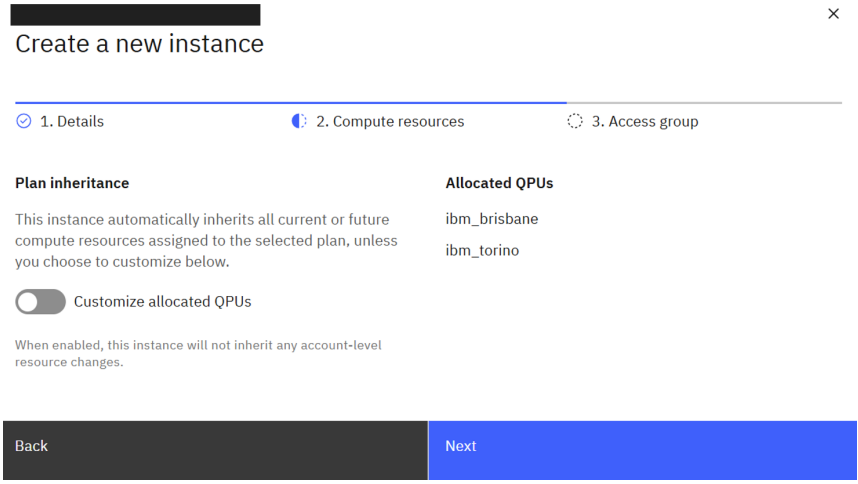 Create a new instance
1. Details
2. Compute resources
3. Access group
Plan inheritance
This instance automatically inherits all current or future
compute resources assigned to the selected plan, unless
you choose to customize below.
Customize allocated QPUs
When enabled, this instance will not inherit any account-level
resource changes.
Allocated QPUs
ibm_brisbane
ibm_torino
Back
Next